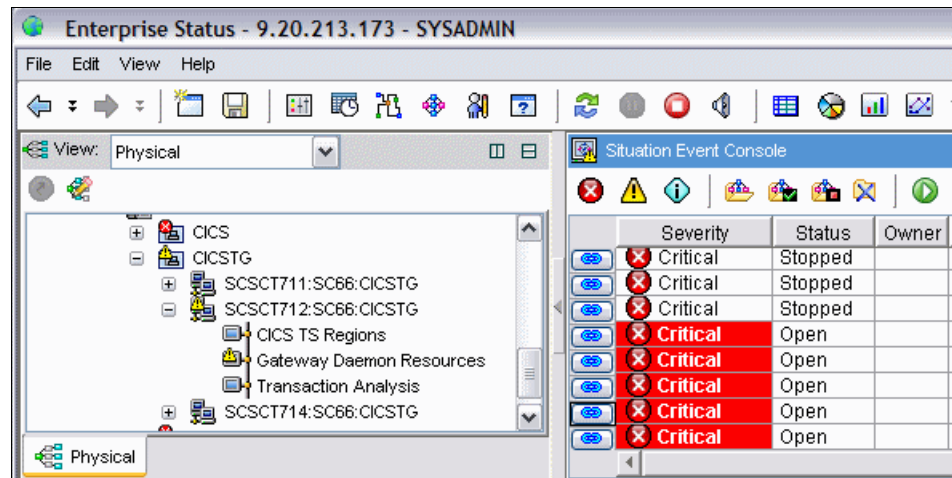 Enterprise Status - 9.20.213.173 - SYSADMIN
File Edit View Help
View: Physical
CICS
CICSTG
SCSCT711:SC66:CICSTG
SCSCT712:SC66:CICSTG
CICS TS Regions
Gateway Daemon Resources
Transaction Analysis
SCSCT714:SC66:CICSTG
Physical
Situation Event Console
Severity Status Owner
Critical Stopped
Critical Stopped
Critical Stopped
Critical Open
Critical Open
Critical Open
Critical Open
Critical Open